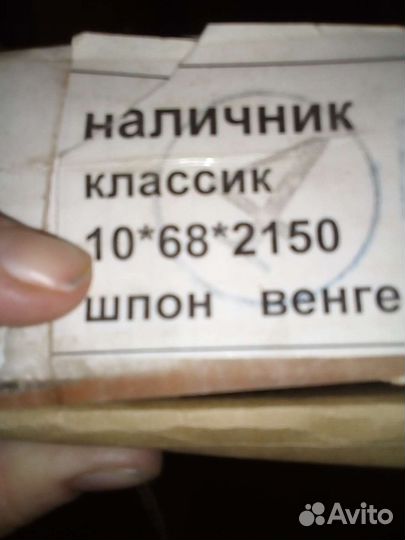 наличник
классик
10*68*2150
шпон венге
Avito